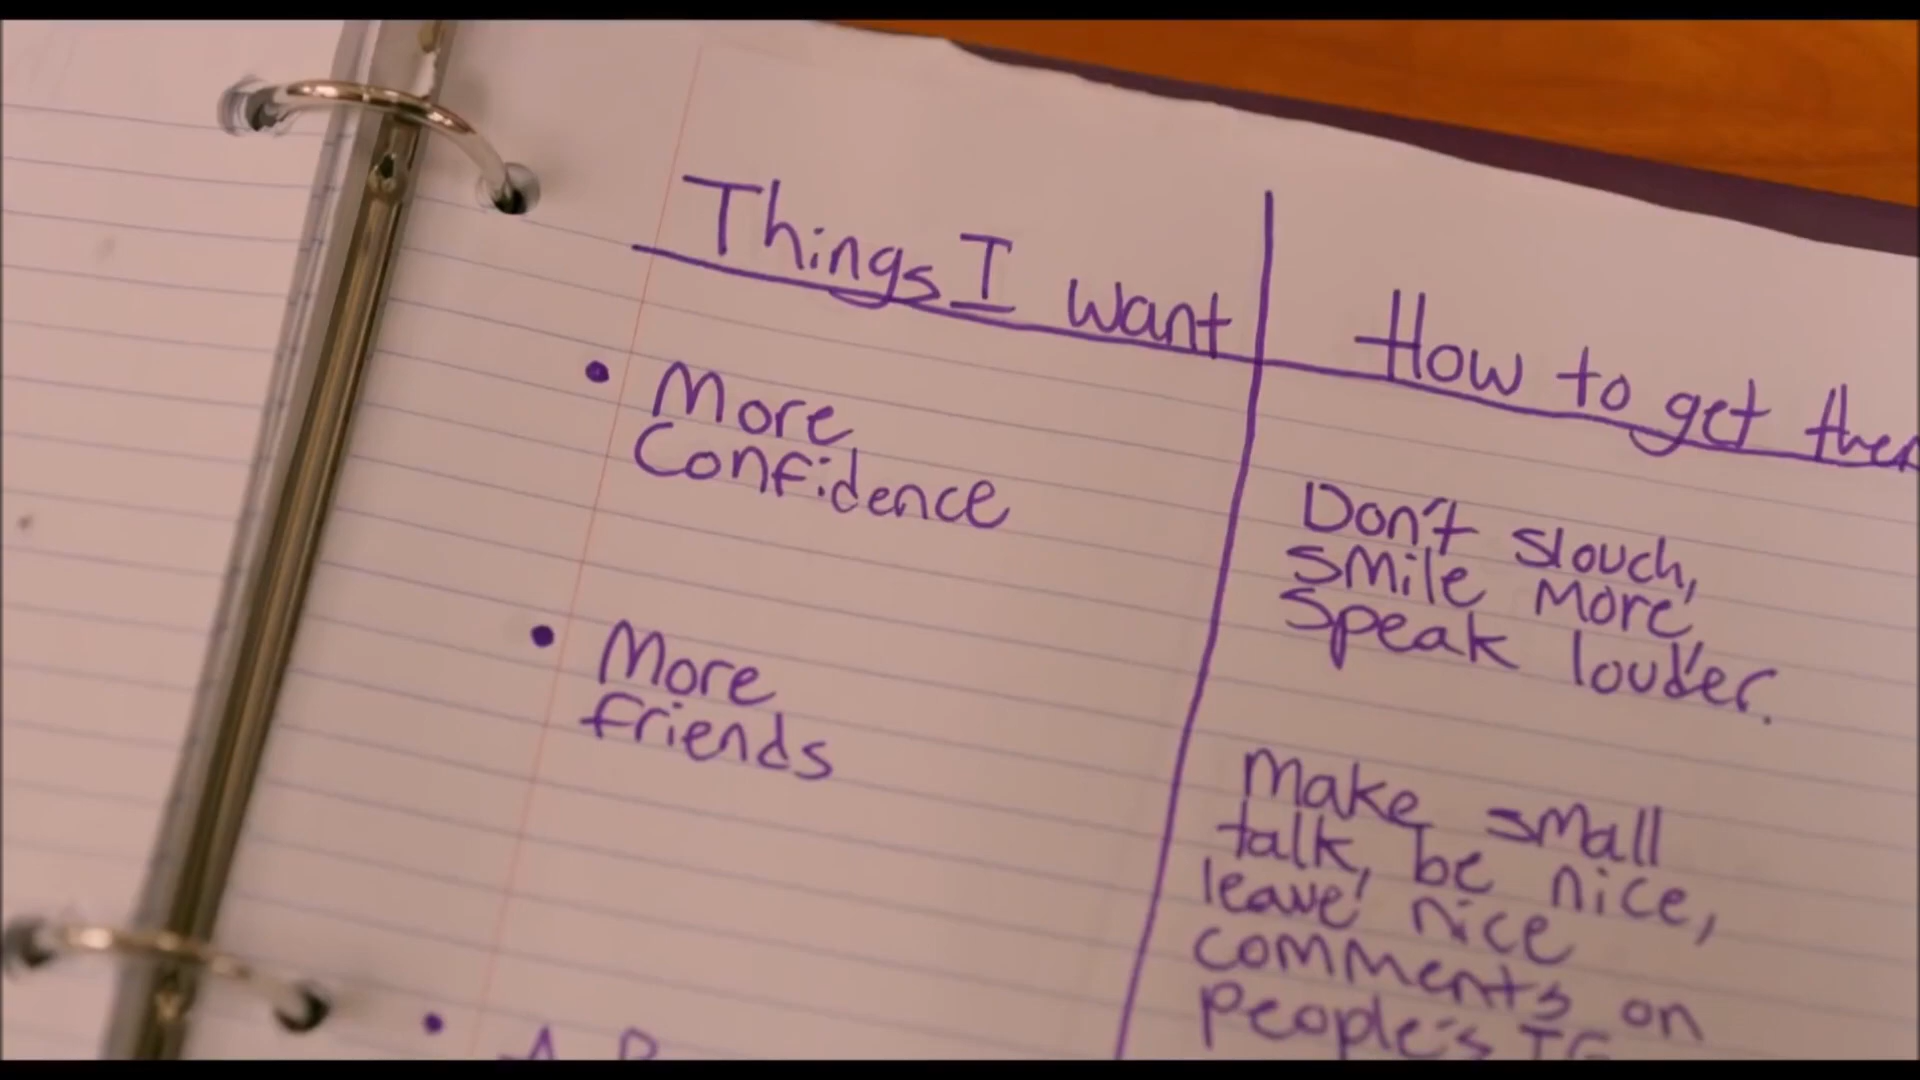 Things I want
How to get
• More
Confidence
Don't slouch,
smile more,
speak louder.
• More
friends
Make small
talk, be nice,
leave nice
comments on
people's IG
• A